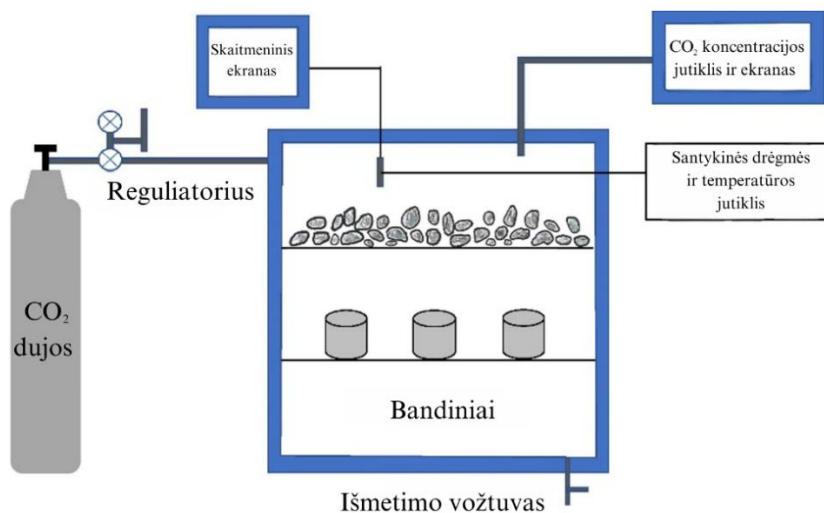 Skaitmeninis
ekranas
CO₂ koncentracijos
jutiklis ir ekranas
Santykinės drėgmės
ir temperatūros
jutiklis
Reguliatorius
CO₂
dujos
Bandiniai
Išmetimo vožtuvas